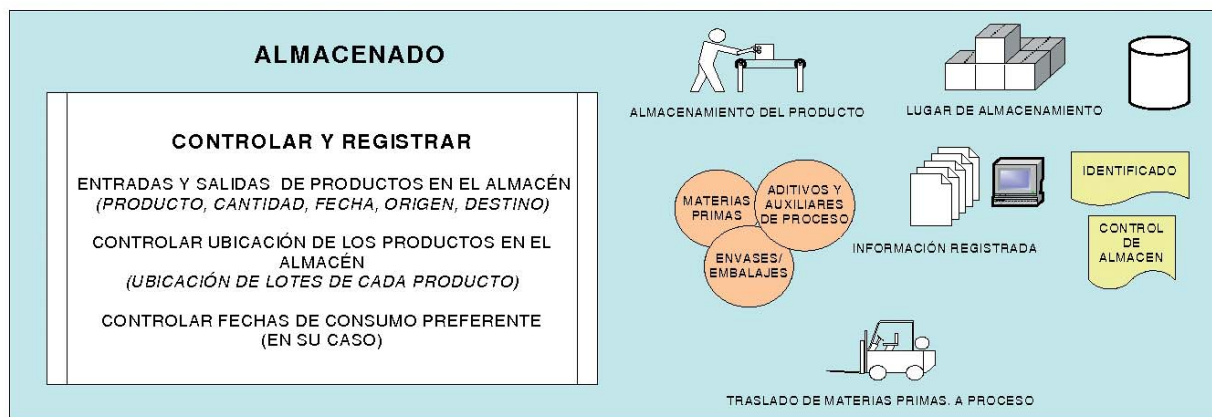 ALMACENADO
CONTROLAR Y REGISTRAR
ENTRADAS Y SALIDAS DE PRODUCTOS EN EL ALMACÉN
(PRODUCTO, CANTIDAD, FECHA, ORIGEN, DESTINO)
CONTROLAR UBICACIÓN DE LOS PRODUCTOS EN EL
ALMACÉN
(UBICACIÓN DE LOTES DE CADA PRODUCTO)
CONTROLAR FECHAS DE CONSUMO PREFERENTE
(EN SU CASO)
ALMACENAMIENTO DEL PRODUCTO
LUGAR DE ALMACENAMIENTO
MATERIAS
PRIMAS
ADITIVOS Y
AUXILIARES
DE PROCESO
ENVASES/
EMBALAJES
INFORMACIÓN REGISTRADA
IDENTIFICADO
CONTROL
DE
ALMACEN
TRASLADO DE MATERIAS PRIMAS. A PROCESO